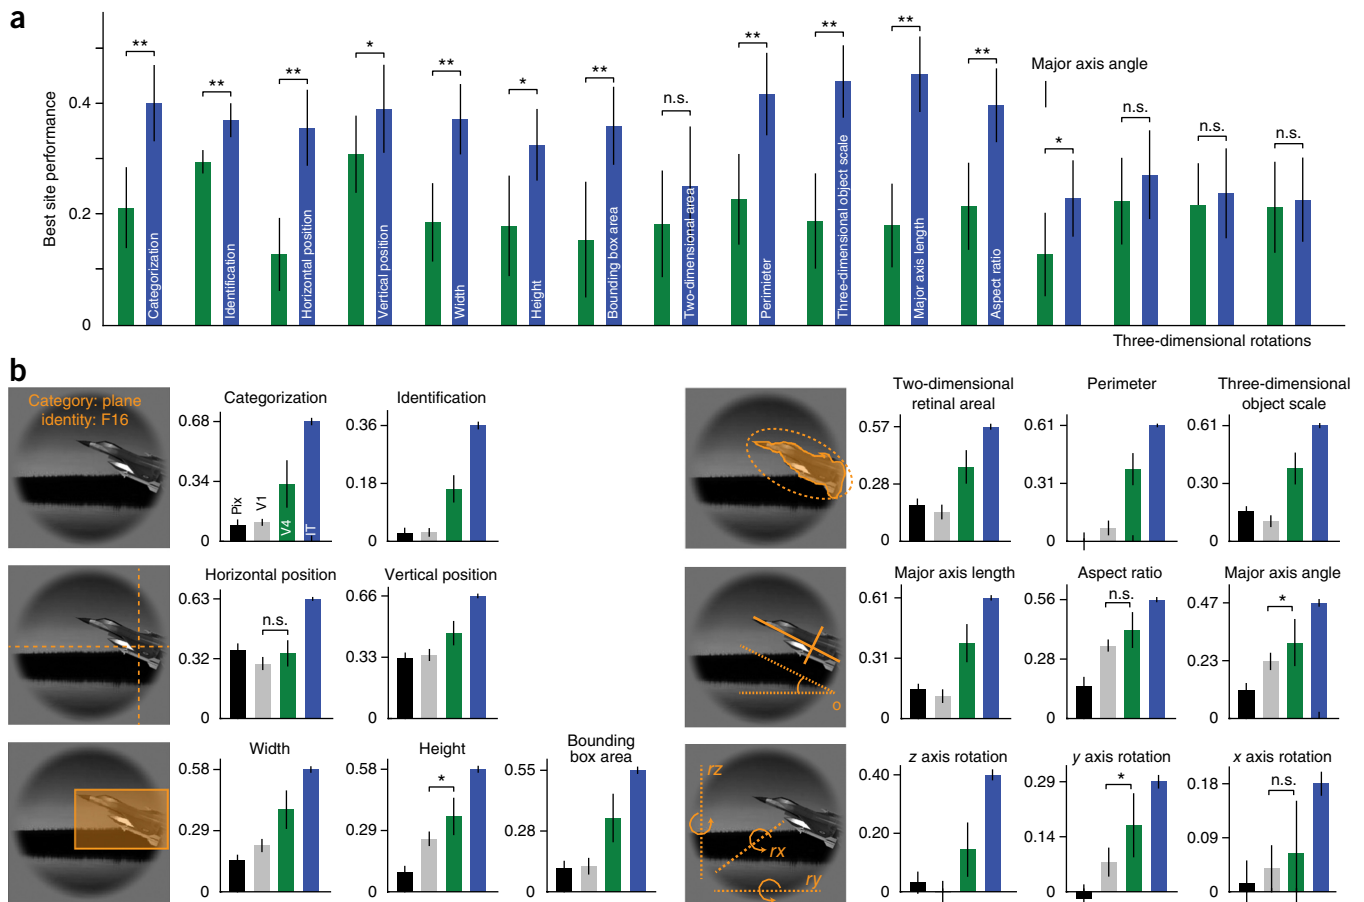 a
Best site performance
0.4
0.2
0
**
**
**
*
**
*
**
n.s.
**
**
**
**
Major axis angle
*
n.s.
n.s.
n.s.
Categorization
Identification
Horizontal position
Vertical position
Width
Height
Bounding box area
Two-dimensional area
Perimeter
Three-dimensional object scale
Major axis length
Aspect ratio
Three-dimensional rotations
b
Category: plane
identity: F16
Categorization
0.68
0.34
0
Pix
V1
V4
IT
Identification
0.36
0.18
0
Two-dimensional
retinal areal
0.57
0.28
0
Perimeter
0.61
0.31
0
Three-dimensional
object scale
0.61
0.31
0
Horizontal position
0.63
0.32
0
n.s.
Vertical position
0.66
0.33
0
o
Major axis length
0.61
0.31
0
Aspect ratio
0.56
0.28
0
n.s.
Major axis angle
0.47
0.23
0
*
Width
0.58
0.29
0
Height
0.58
0.29
0
*
Bounding
box area
0.55
0.28
0
rz
rx
ry
z axis rotation
0.40
0.20
0
y axis rotation
0.29
0.14
0
*
x axis rotation
0.18
0.09
0
n.s.